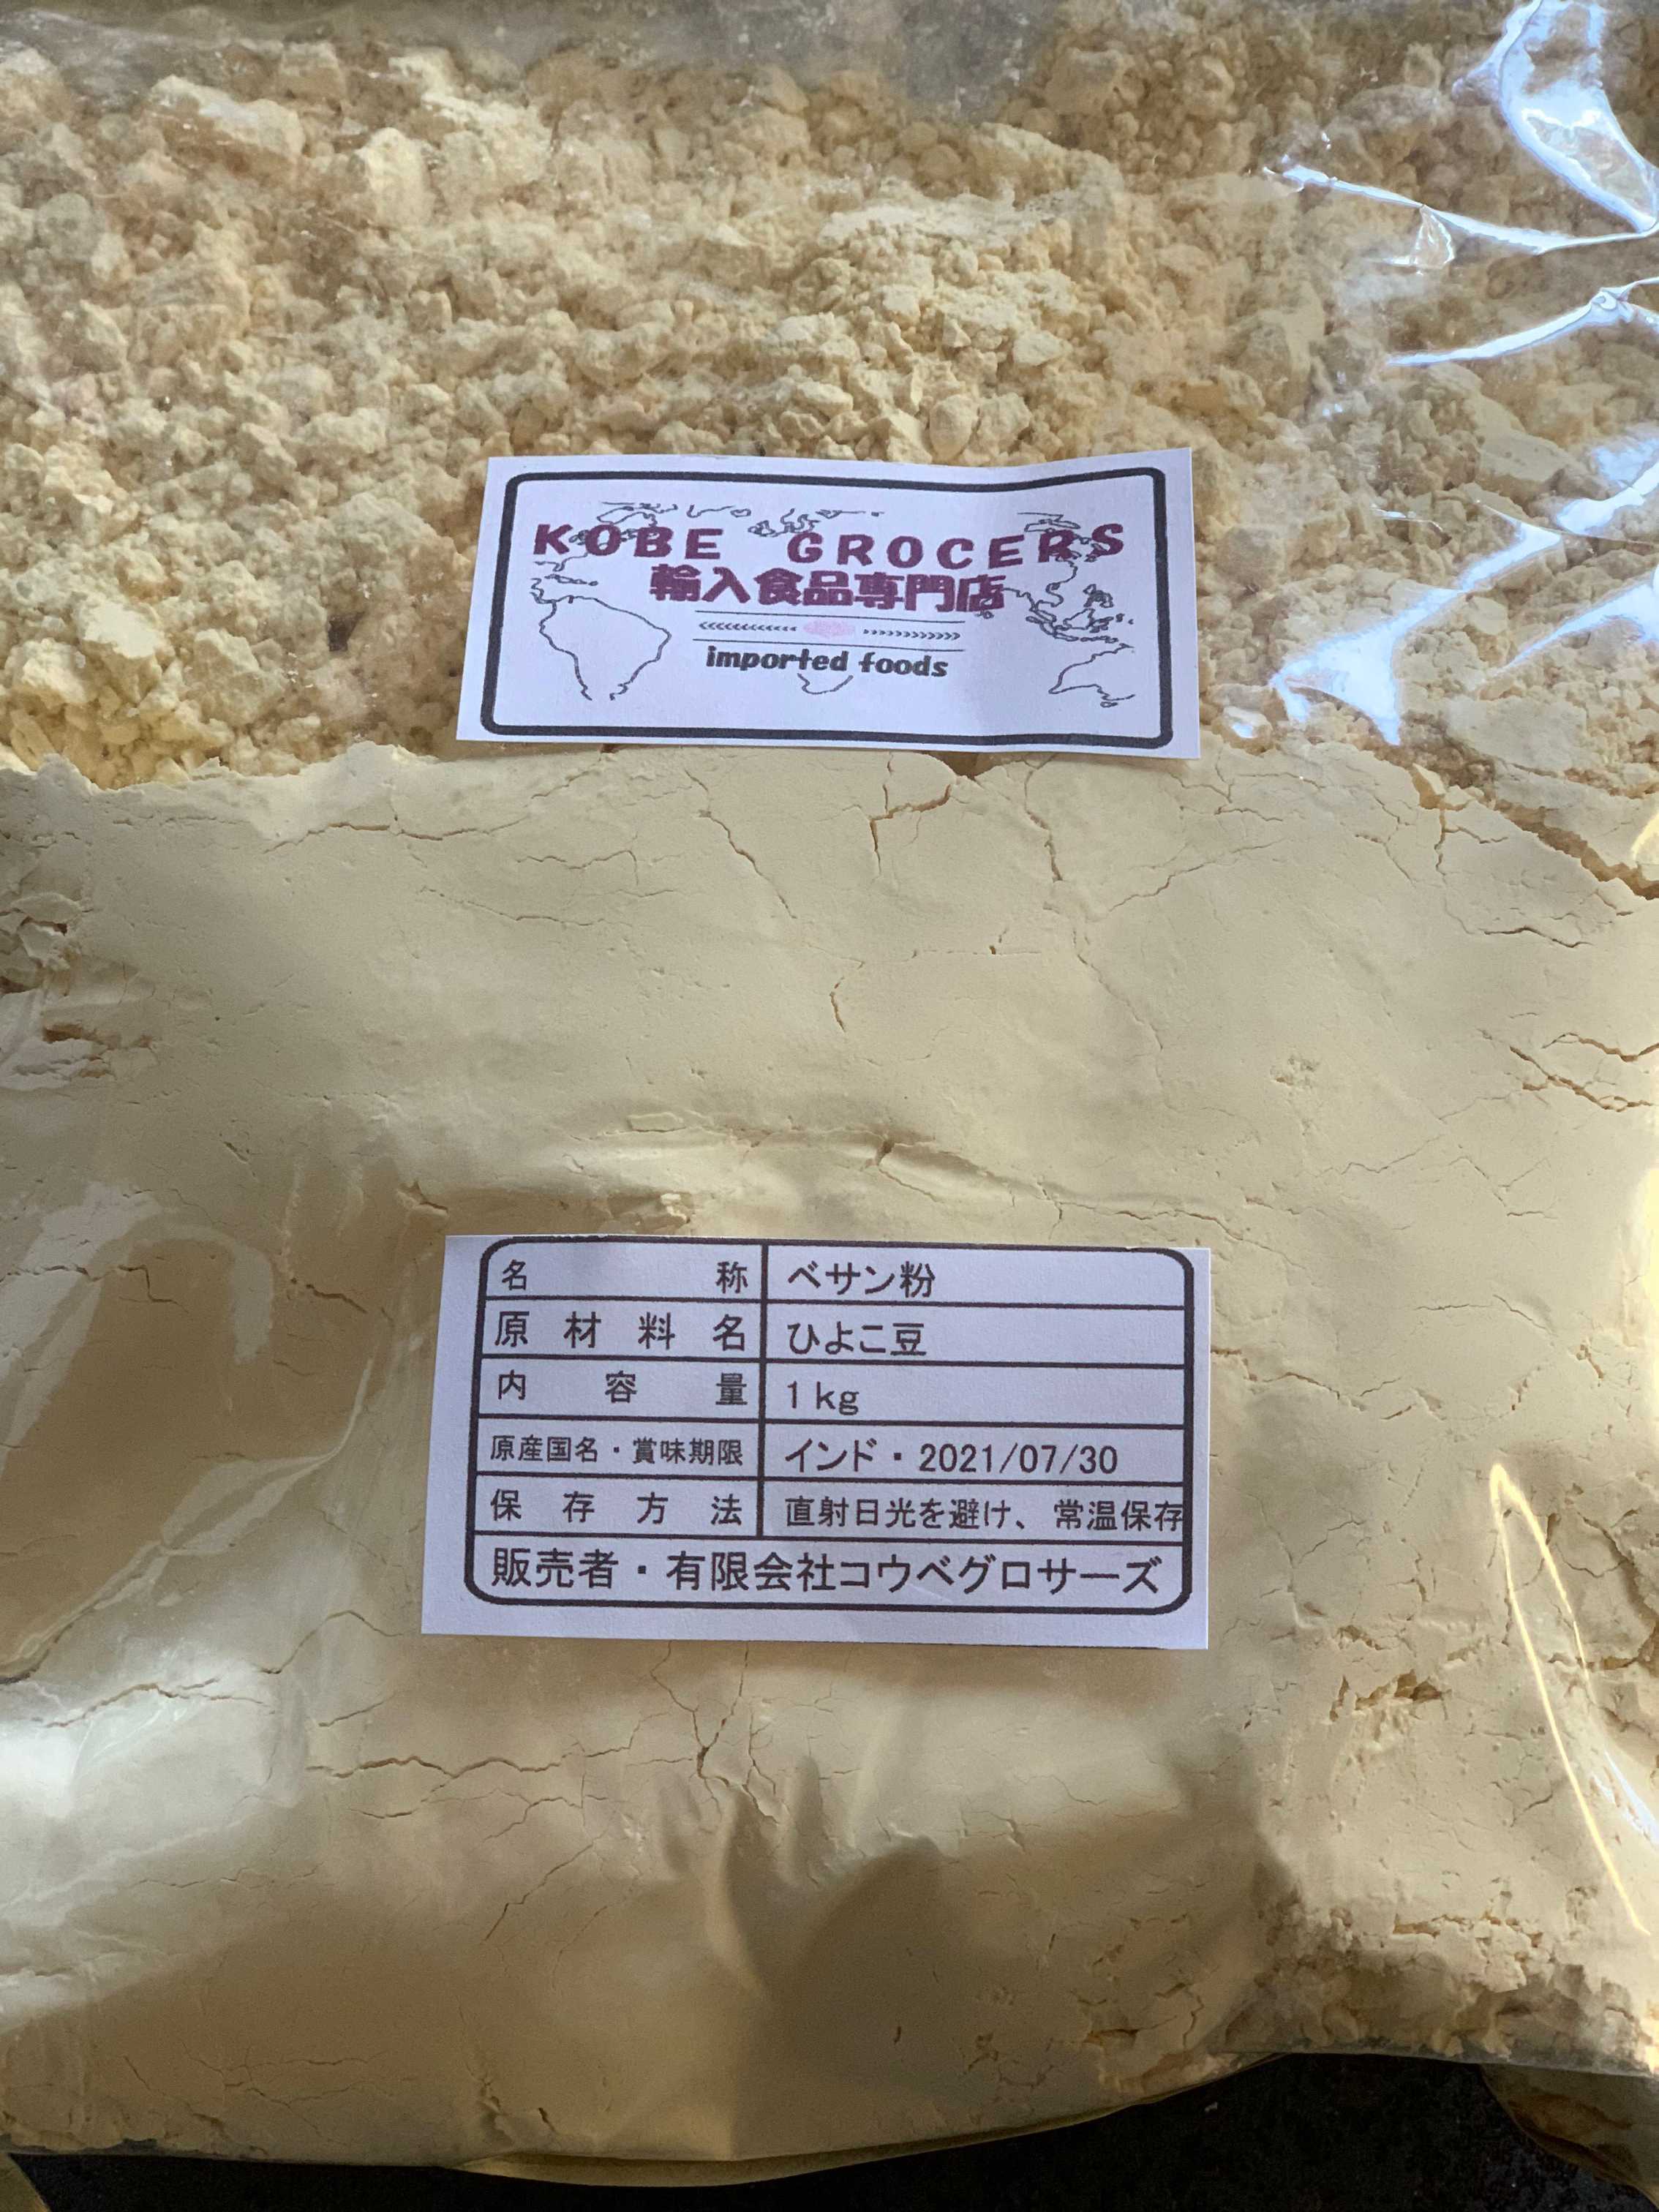 KOBE GROCERS
輸入食品専門店
imported foods
名称 ベサン粉
原材料名 ひよこ豆
内容量 1kg
原産国名・賞味期限 インド・2021/07/30
保存方法 直射日光を避け、常温保存
販売者・有限会社コウベグロサーズ